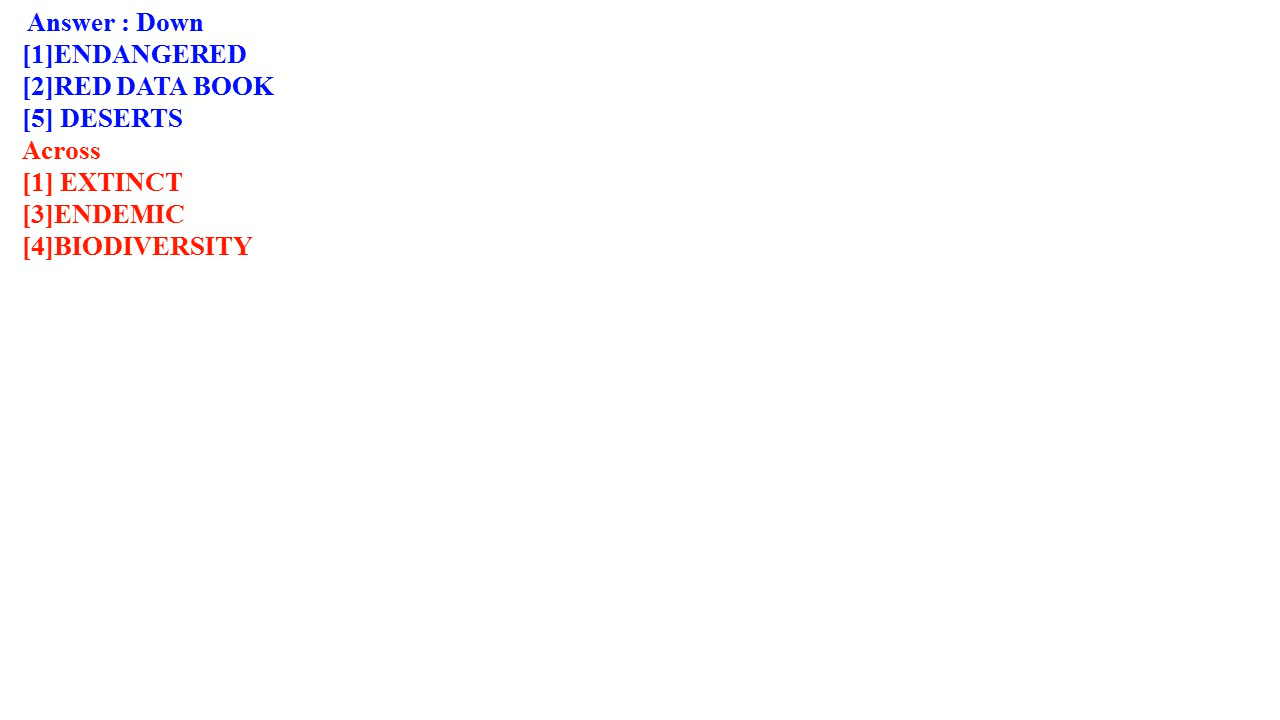 Answer : Down
[1]ENDANGERED
[2]RED DATA BOOK
[5] DESERTS
Across
[1] EXTINCT
[3]ENDEMIC
[4]BIODIVERSITY